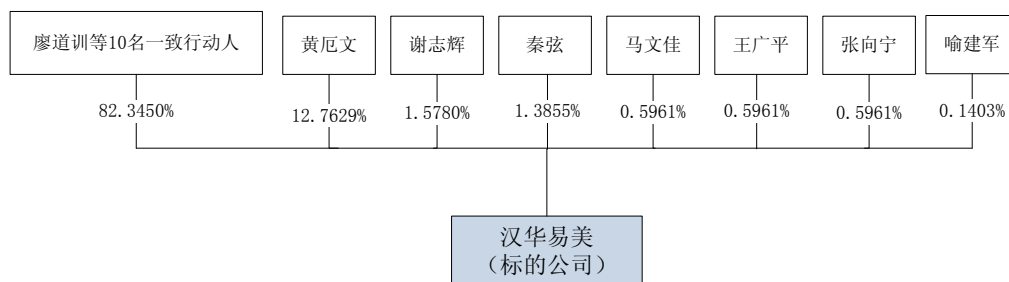 廖道训等10名一致行动人
黄厄文
谢志辉
秦弦
马文佳
王广平
张向宁
喻建军
82.3450%
12.7629%
1.5780%
1.3855%
0.5961%
0.5961%
0.5961%
0.1403%
汉华易美
（标的公司）